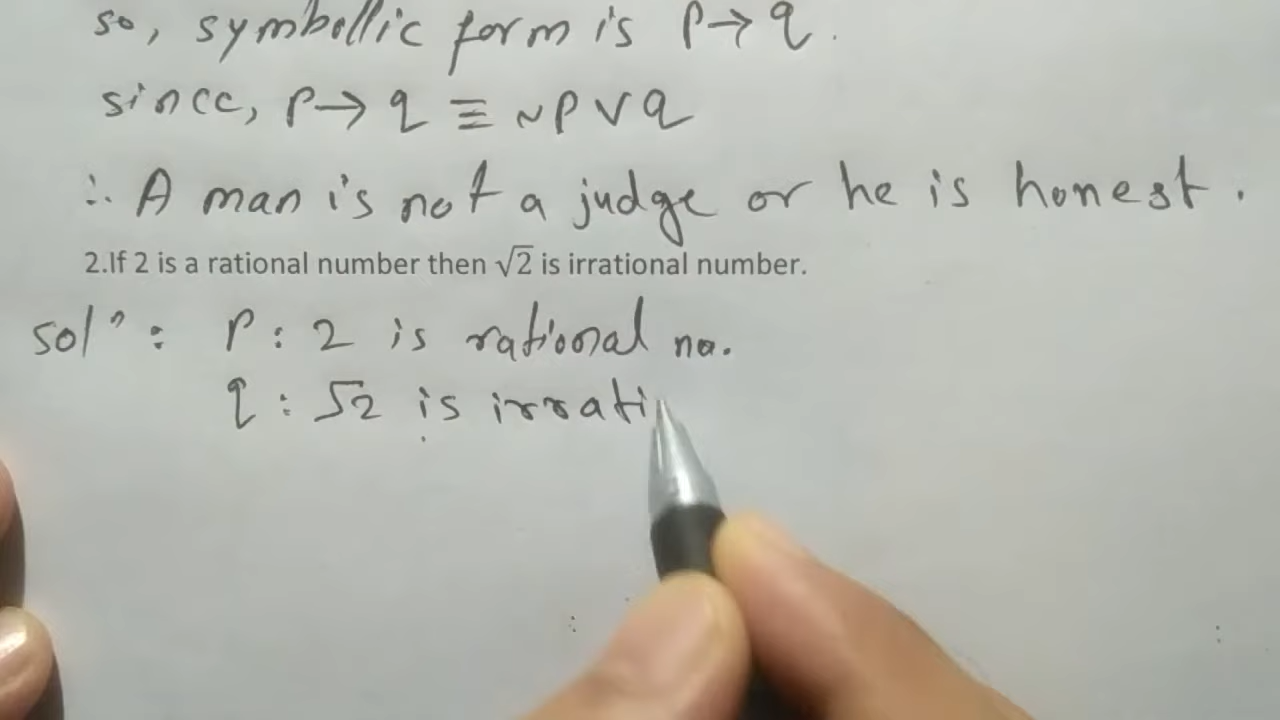 so, symbollic form is p → q.
since, p → q ≡ ~p ∨ q
∴ A man is not a judge or he is honest.
2.If 2 is a rational number then √2 is irrational number.
solⁿ : p : 2 is rational no.
q : √2 is irrati